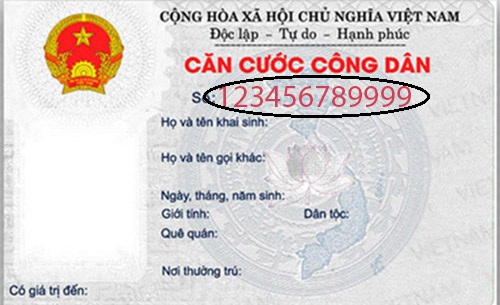 CỘNG HÒA XÃ HỘI CHỦ NGHĨA VIỆT NAM
Độc lập - Tự do - Hạnh phúc
CĂN CƯỚC CÔNG DÂN
Số: 123456789999
Họ và tên khai sinh:
Họ và tên gọi khác:
Ngày, tháng, năm sinh:
Giới tính: Dân tộc:
Quê quán:
Nơi thường trú:
Có giá trị đến: